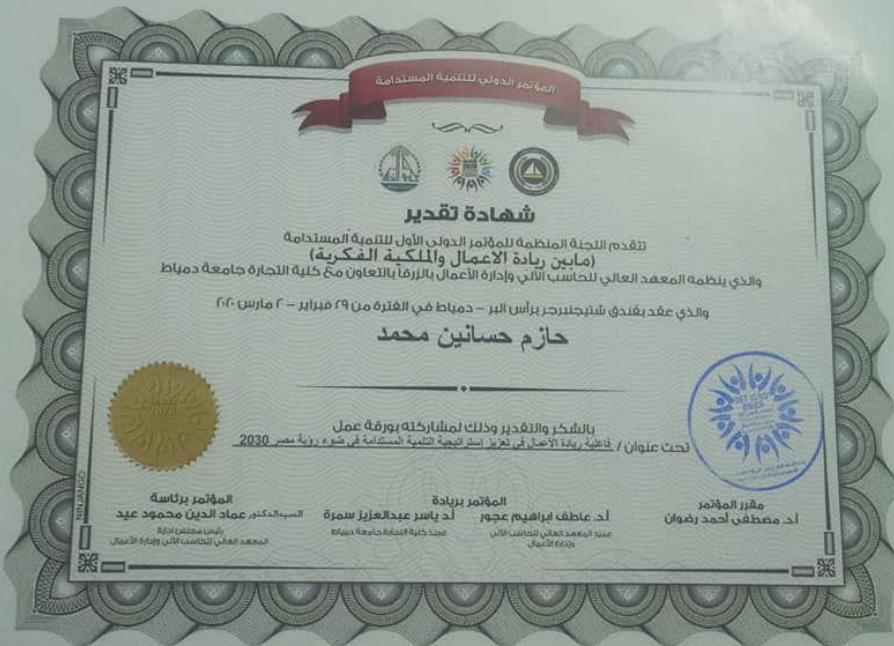 المؤتمر الدولي للتنمية المستدامة
شهادة تقدير
تتقدم اللجنة المنظمة للمؤتمر الدولي الأول للتنمية المستدامة
(مابين ريادة الاعمال والملكية الفكرية)
والذي ينظمه المعهد العالي للحاسب الآلي وإدارة الأعمال بالزرقا بالتعاون مع كلية التجارة جامعة دمياط
والذي عقد بفندق شتيجنبرجر برأس البر – دمياط في الفترة من ٢٩ فبراير – ٢ مارس ٢٠٢٠
حازم حسانين محمد
بالشكر والتقدير وذلك لمشاركته بورقة عمل
تحت عنوان / فاعلية ريادة الأعمال في تعزيز إستراتيجية التنمية المستدامة في ضوء رؤية مصر 2030
مقرر المؤتمر
أ.د. مصطفى أحمد رضوان
المؤتمر بريادة
أ.د. عاطف ابراهيم عجور
عميد المعهد العالي للحاسب الآلي
وإدارة الأعمال
أ.د ياسر عبدالعزيز سمرة
عميد كلية التجارة جامعة دمياط
المؤتمر برئاسة
السيد الدكتور عماد الدين محمود عيد
رئيس مجلس إدارة
المعهد العالي للحاسب الآلي وإدارة الأعمال
NINJANGO
2020